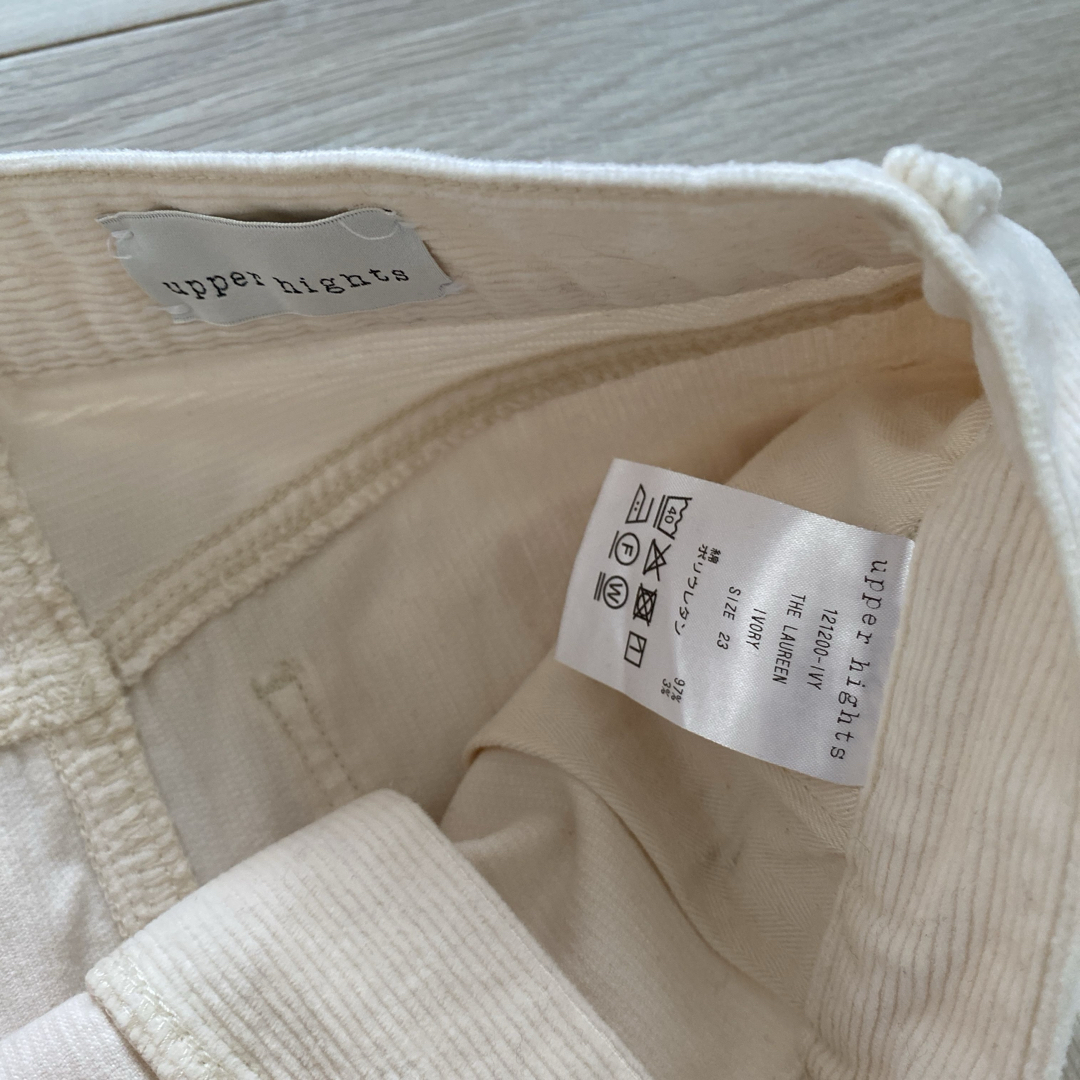 upper hights
upper hights
121200-IVY
THE LAUREEN
IVORY
SIZE 23
綿 97%
ポリウレタン 3%
40
F
W